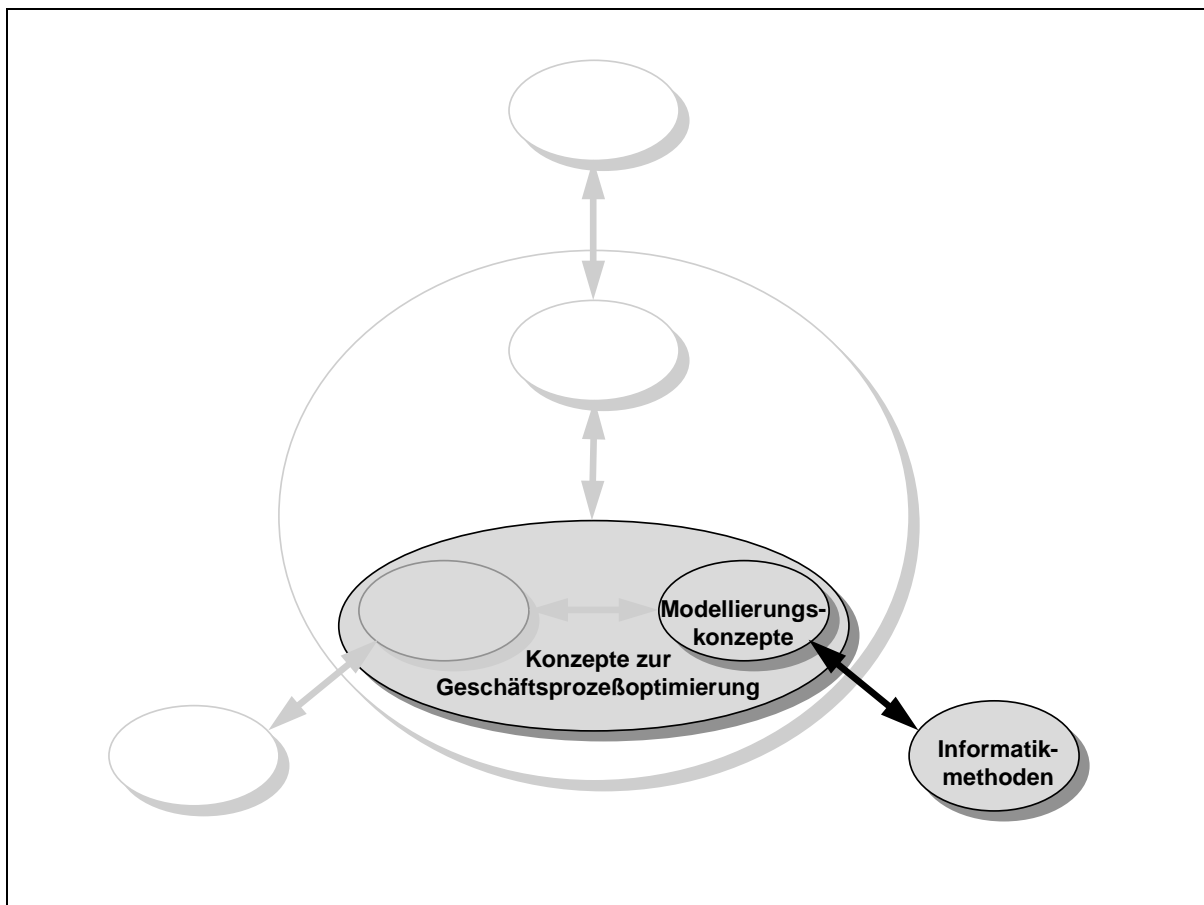 Modellierungs-
konzepte
Konzepte zur
Geschäftsprozeßoptimierung
Informatik-
methoden